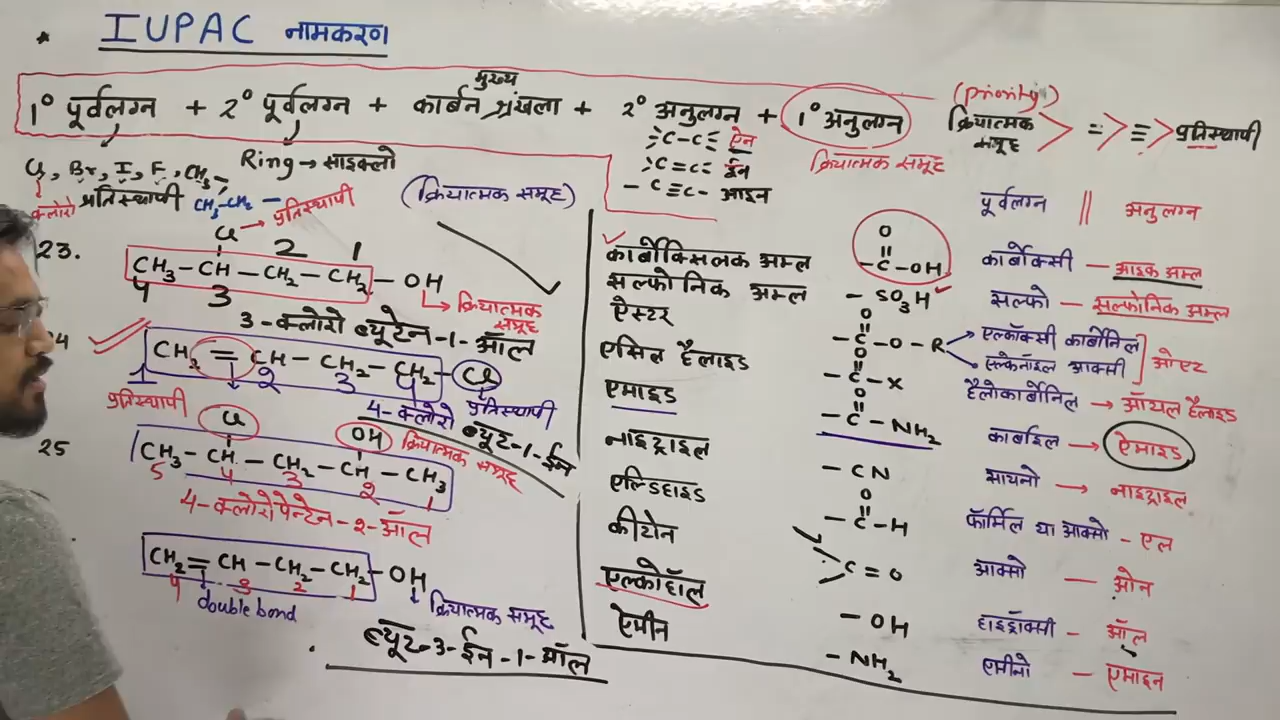 * IUPAC नामकरण
1° पूर्वलग्न + 2° पूर्वलग्न + मुख्य कार्बन श्रंखला + 2° अनुलग्न + 1° अनुलग्न
(priority)
क्रियात्मक समूह > = > ≡ > प्रतिस्थापी
Cl, Br, I, F, CH₃-,
क्लोरो प्रतिस्थापी CH₃-CH₂-
Ring → साइक्लो
C-C ऐन
C=C ईन
-C≡C- आइन
क्रियात्मक समूह
(क्रियात्मक समूह)
पूर्वलग्न || अनुलग्न
23.
Cl → प्रतिस्थापी
2 1
CH₃-CH-CH₂-CH₂-OH
4 3
क्रियात्मक समूह
3-क्लोरो ब्यूटेन-1-ऑल
24
CH₂=CH-CH₂-CH₂-Cl
1 2 3 4
प्रतिस्थापी
4-क्लोरो ब्यूट-1-ईन
25
प्रतिस्थापी
Cl OH क्रियात्मक समूह
CH₃-CH-CH₂-CH-CH₃
5 4 3 2 1
4-क्लोरोपेन्टेन-2-ऑल
CH₂=CH-CH₂-CH₂-OH
4 3 2 1
double bond
क्रियात्मक समूह
ब्यूट-3-ईन-1-ऑल
कार्बोक्सिलक अम्ल -C-OH O कार्बोक्सी - आइक अम्ल
सल्फोनिक अम्ल -SO₃H सल्फो - सल्फोनिक अम्ल
ऐस्टर O -C-O-R एल्कॉक्सी कार्बोनिल
एल्केनाइल आक्सी ] ओएट
एसिल हैलाइड O -C-X हैलोकार्बोनिल → ऑयल हैलाइड
एमाइड O -C-NH₂ कार्बाइल → ऐमाइड
नाइट्राइल -CN सायनो → नाइट्राइल
एल्डिहाइड O -C-H फॉर्मिल या आक्सो - एल
कीटोन C=O आक्सो - ओन
एल्कोहॉल -OH हाइड्रॉक्सी - ऑल
ऐमीन -NH₂ एमीनो - एमाइन